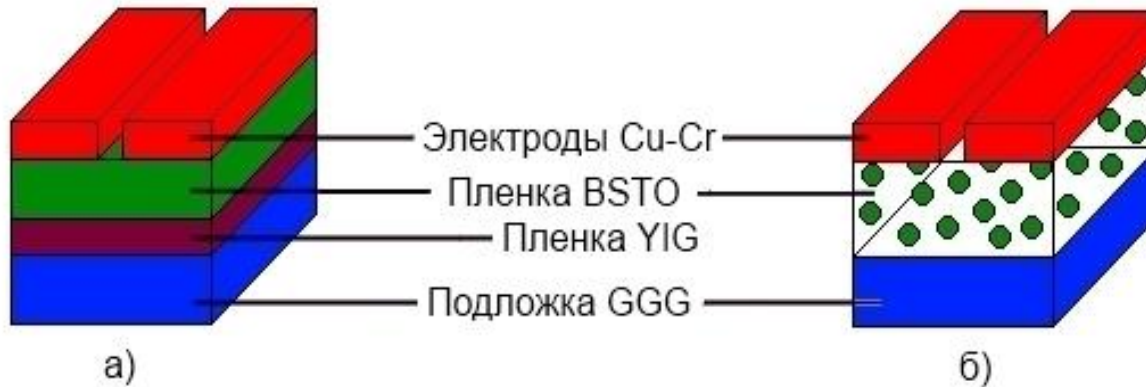 Электроды Cu-Cr
Пленка BSTO
Пленка YIG
Подложка GGG
а)
б)